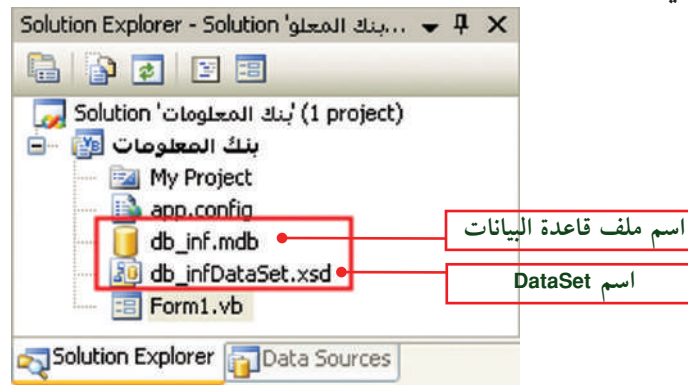 Solution Explorer - Solution 'بنك المعلو...
Solution 'بنك المعلومات' (1 project)
بنك المعلومات
My Project
app.config
db_inf.mdb
اسم ملف قاعدة البيانات
db_infDataSet.xsd
اسم DataSet
Form1.vb
Solution Explorer
Data Sources